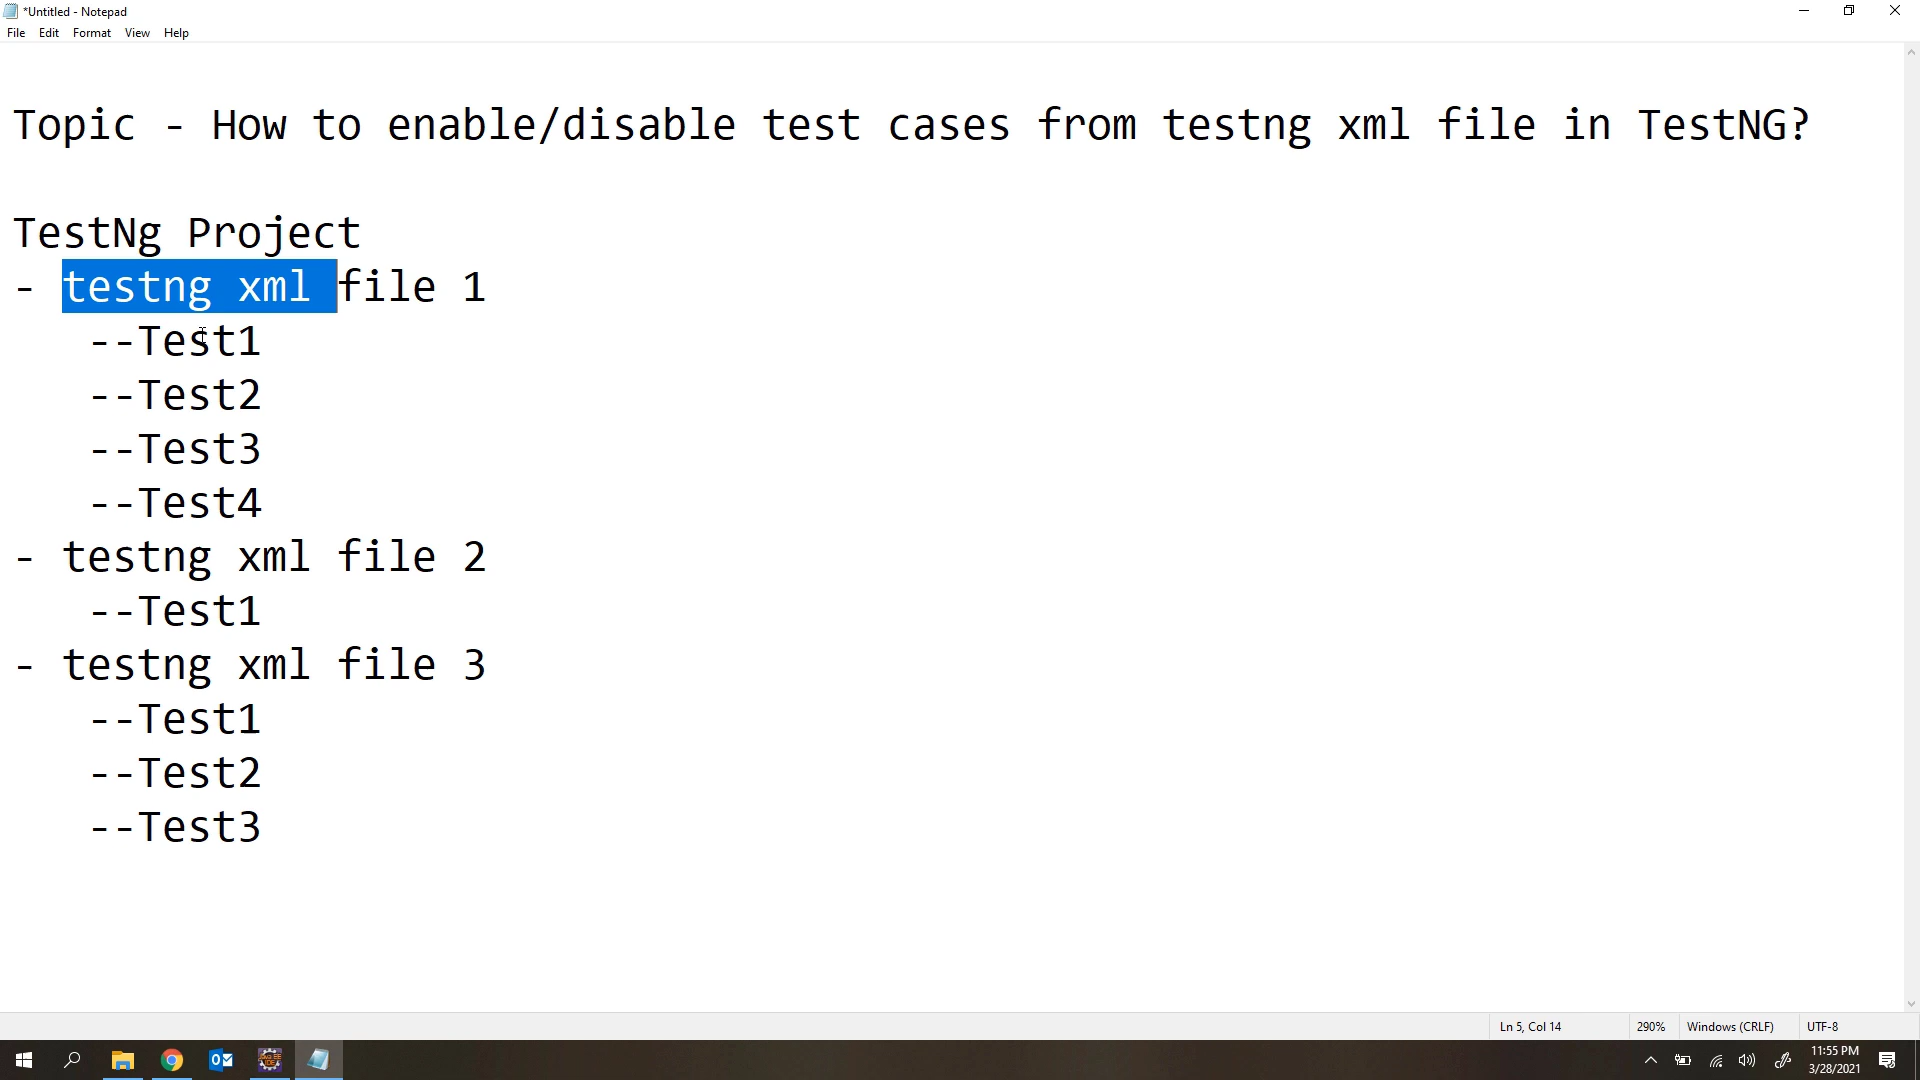 *Untitled - Notepad
File Edit Format View Help
Topic - How to enable/disable test cases from testng xml file in TestNG?
TestNg Project
- testng xml file 1
--Test1
--Test2
--Test3
--Test4
- testng xml file 2
--Test1
- testng xml file 3
--Test1
--Test2
--Test3
Ln 5, Col 14 290% Windows (CRLF) UTF-8
11:55 PM
3/28/2021